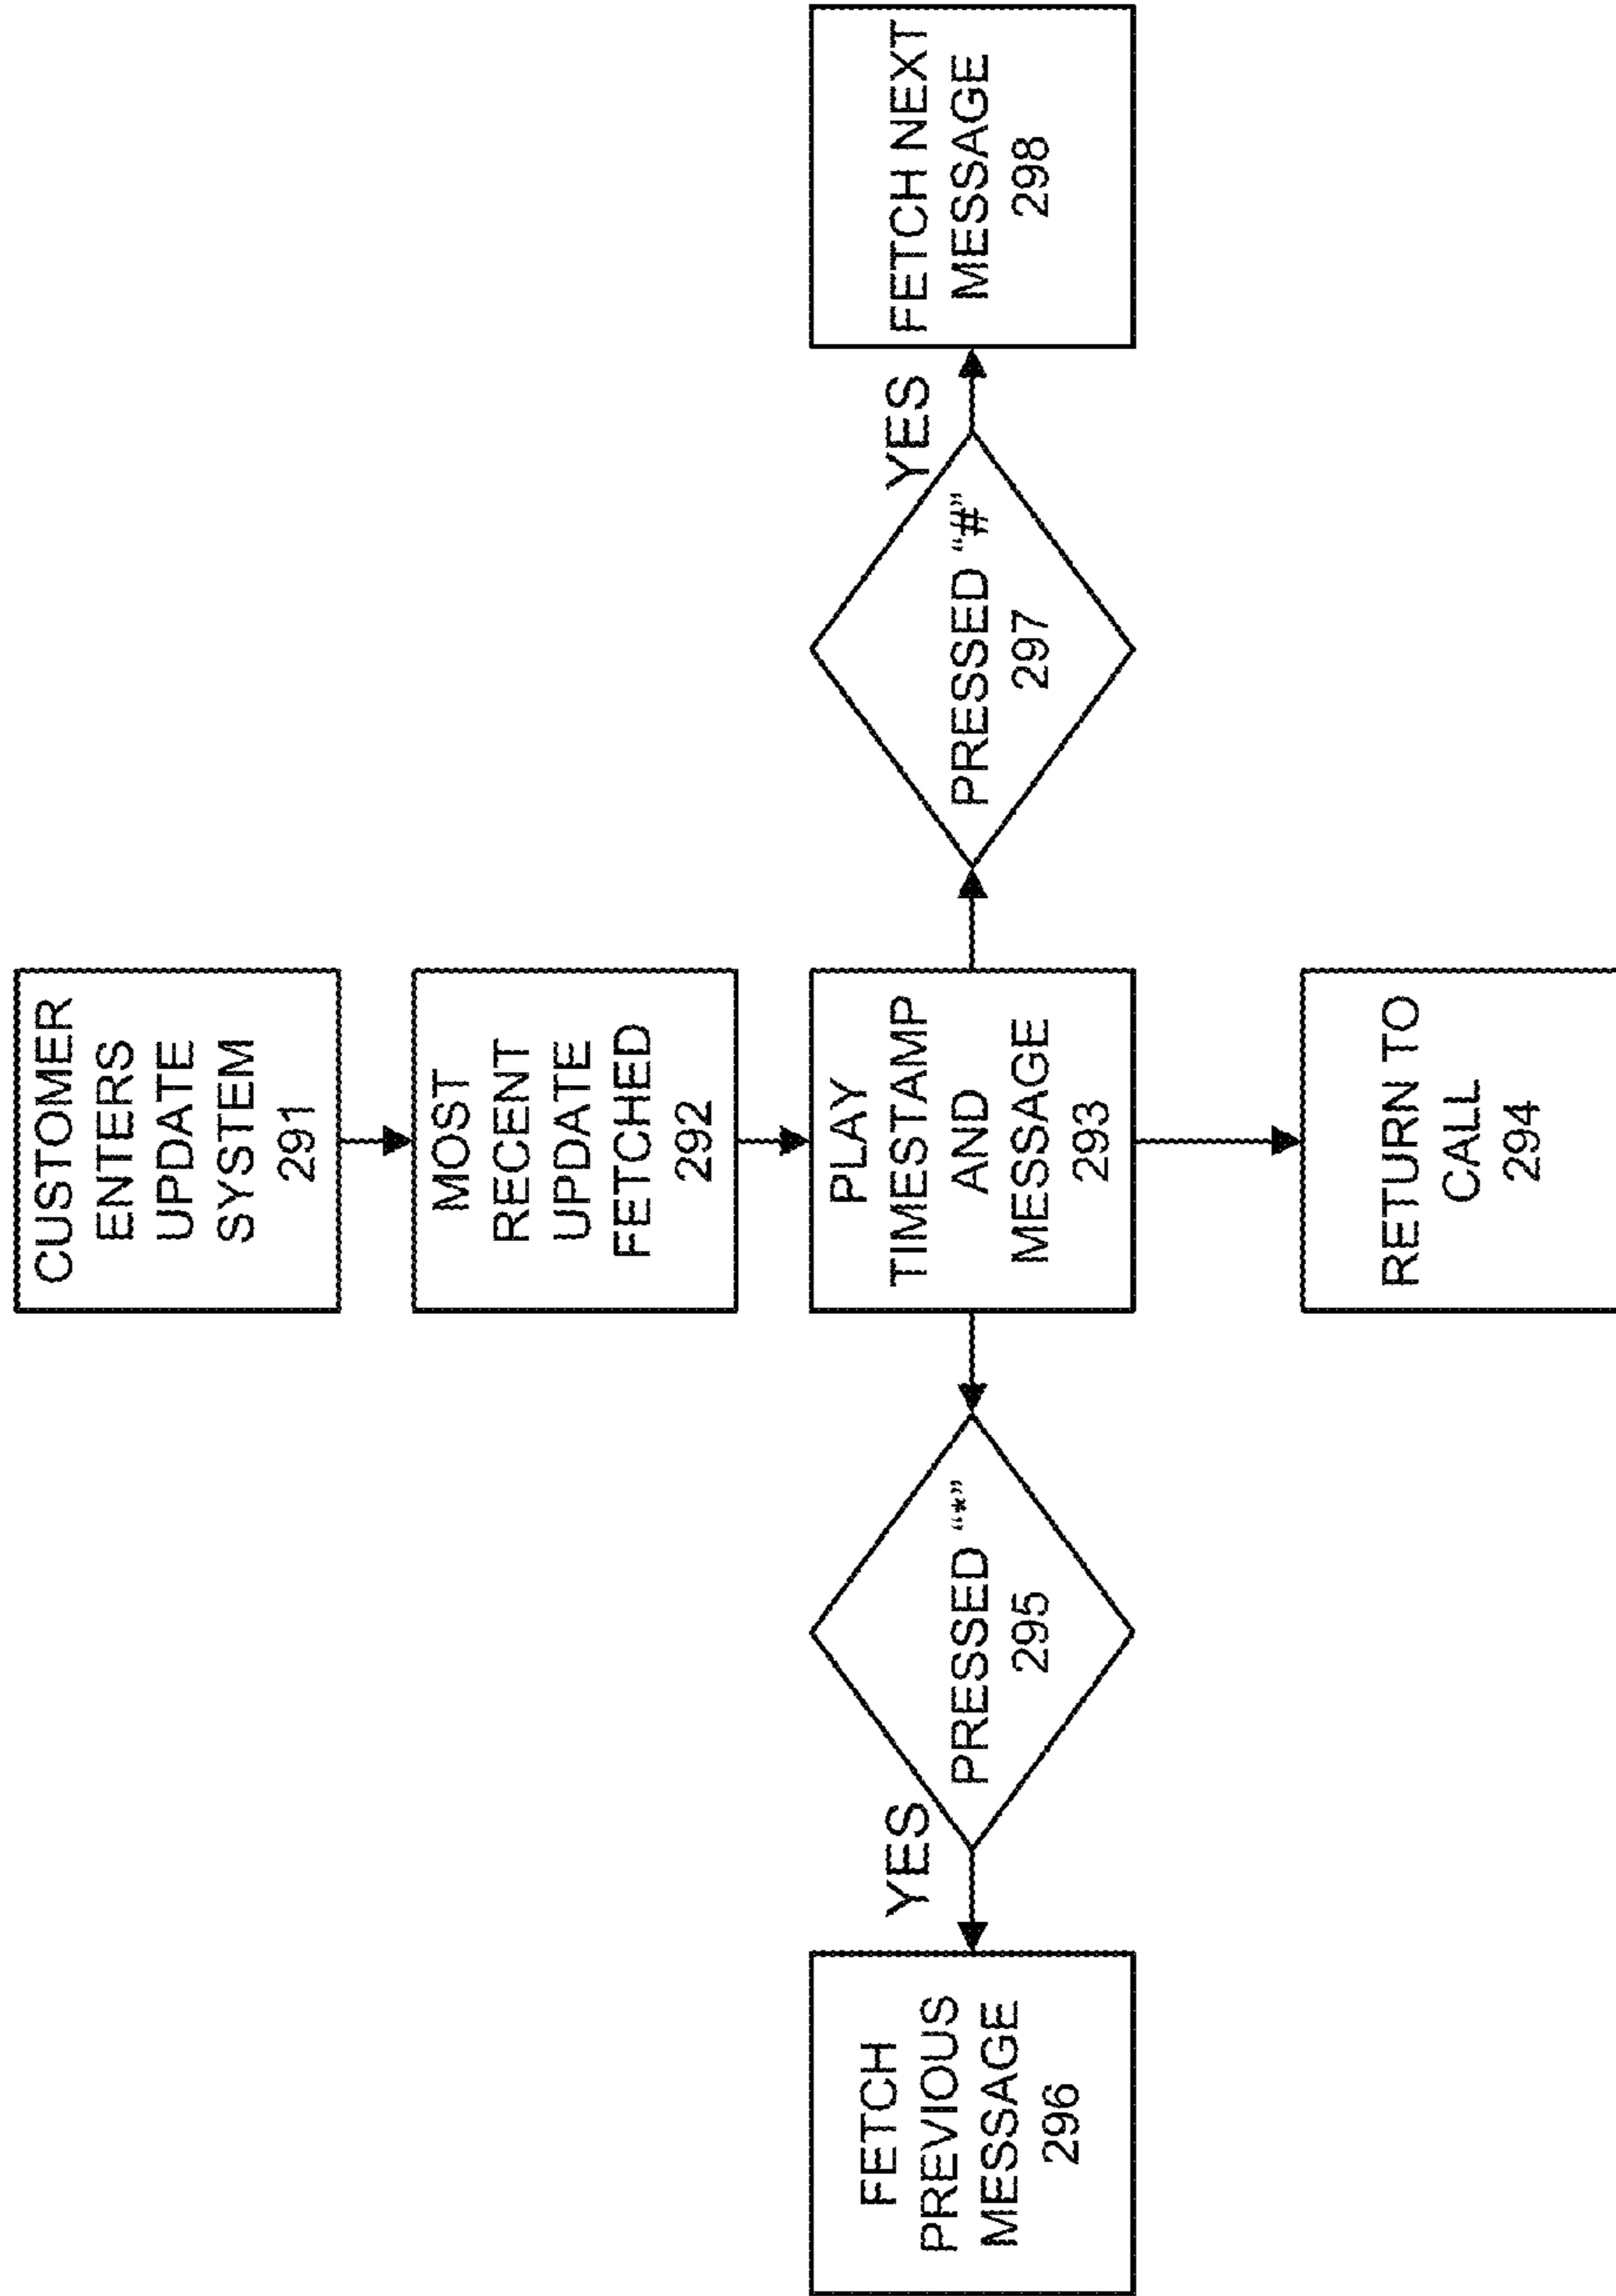 CUSTOMER
ENTERS
UPDATE
SYSTEM
291
MOST
RECENT
UPDATE
FETCHED
292
PLAY
TIMESTAMP
AND
MESSAGE
293
RETURN TO
CALL
294
PRESSED “*”
295
YES
FETCH
PREVIOUS
MESSAGE
296
PRESSED “#”
297
YES
FETCH NEXT
MESSAGE
298